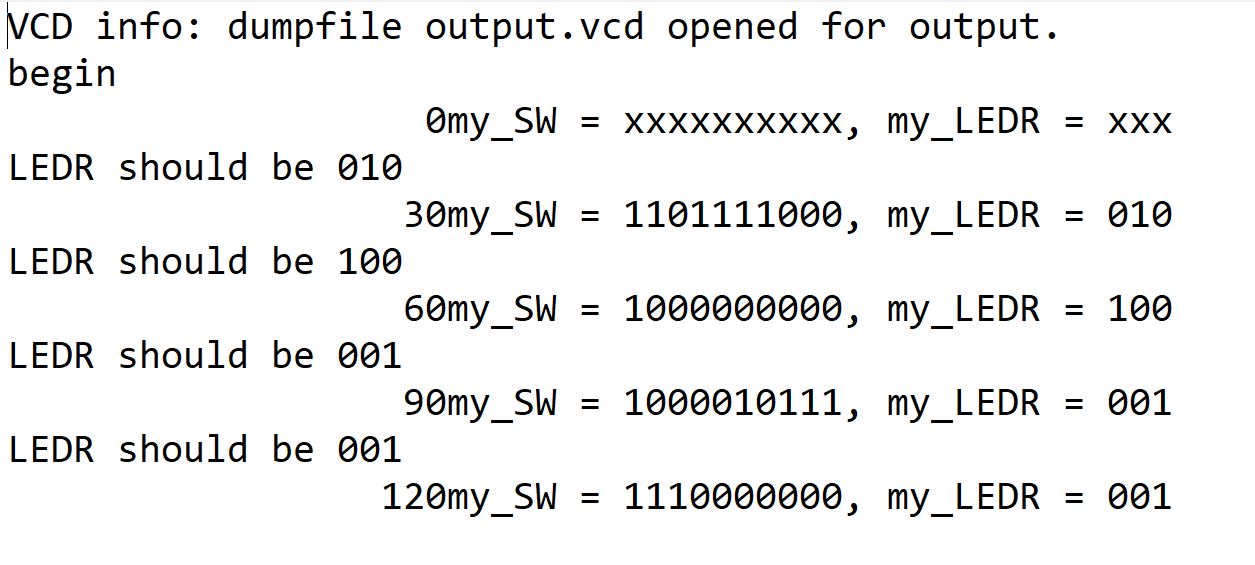 VCD info: dumpfile output.vcd opened for output.
begin
                   0my_SW = xxxxxxxxxx, my_LEDR = xxx
LEDR should be 010
                  30my_SW = 1101111000, my_LEDR = 010
LEDR should be 100
                  60my_SW = 1000000000, my_LEDR = 100
LEDR should be 001
                  90my_SW = 1000010111, my_LEDR = 001
LEDR should be 001
                 120my_SW = 1110000000, my_LEDR = 001